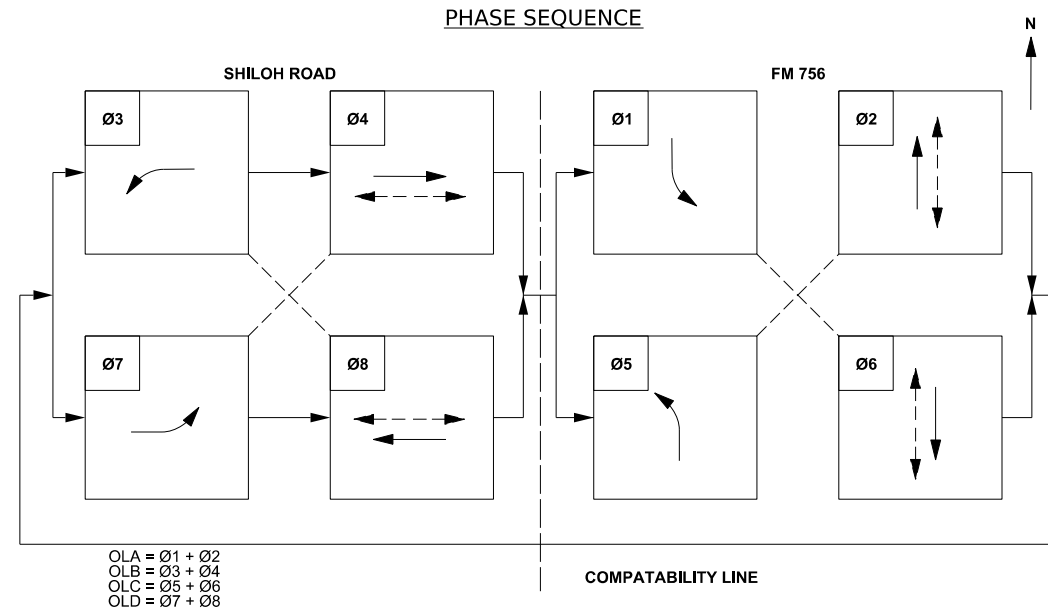 PHASE SEQUENCE
N
SHILOH ROAD
FM 756
Ø3
Ø4
Ø1
Ø2
Ø7
Ø8
Ø5
Ø6
OLA = Ø1 + Ø2
OLB = Ø3 + Ø4
OLC = Ø5 + Ø6
OLD = Ø7 + Ø8
COMPATABILITY LINE